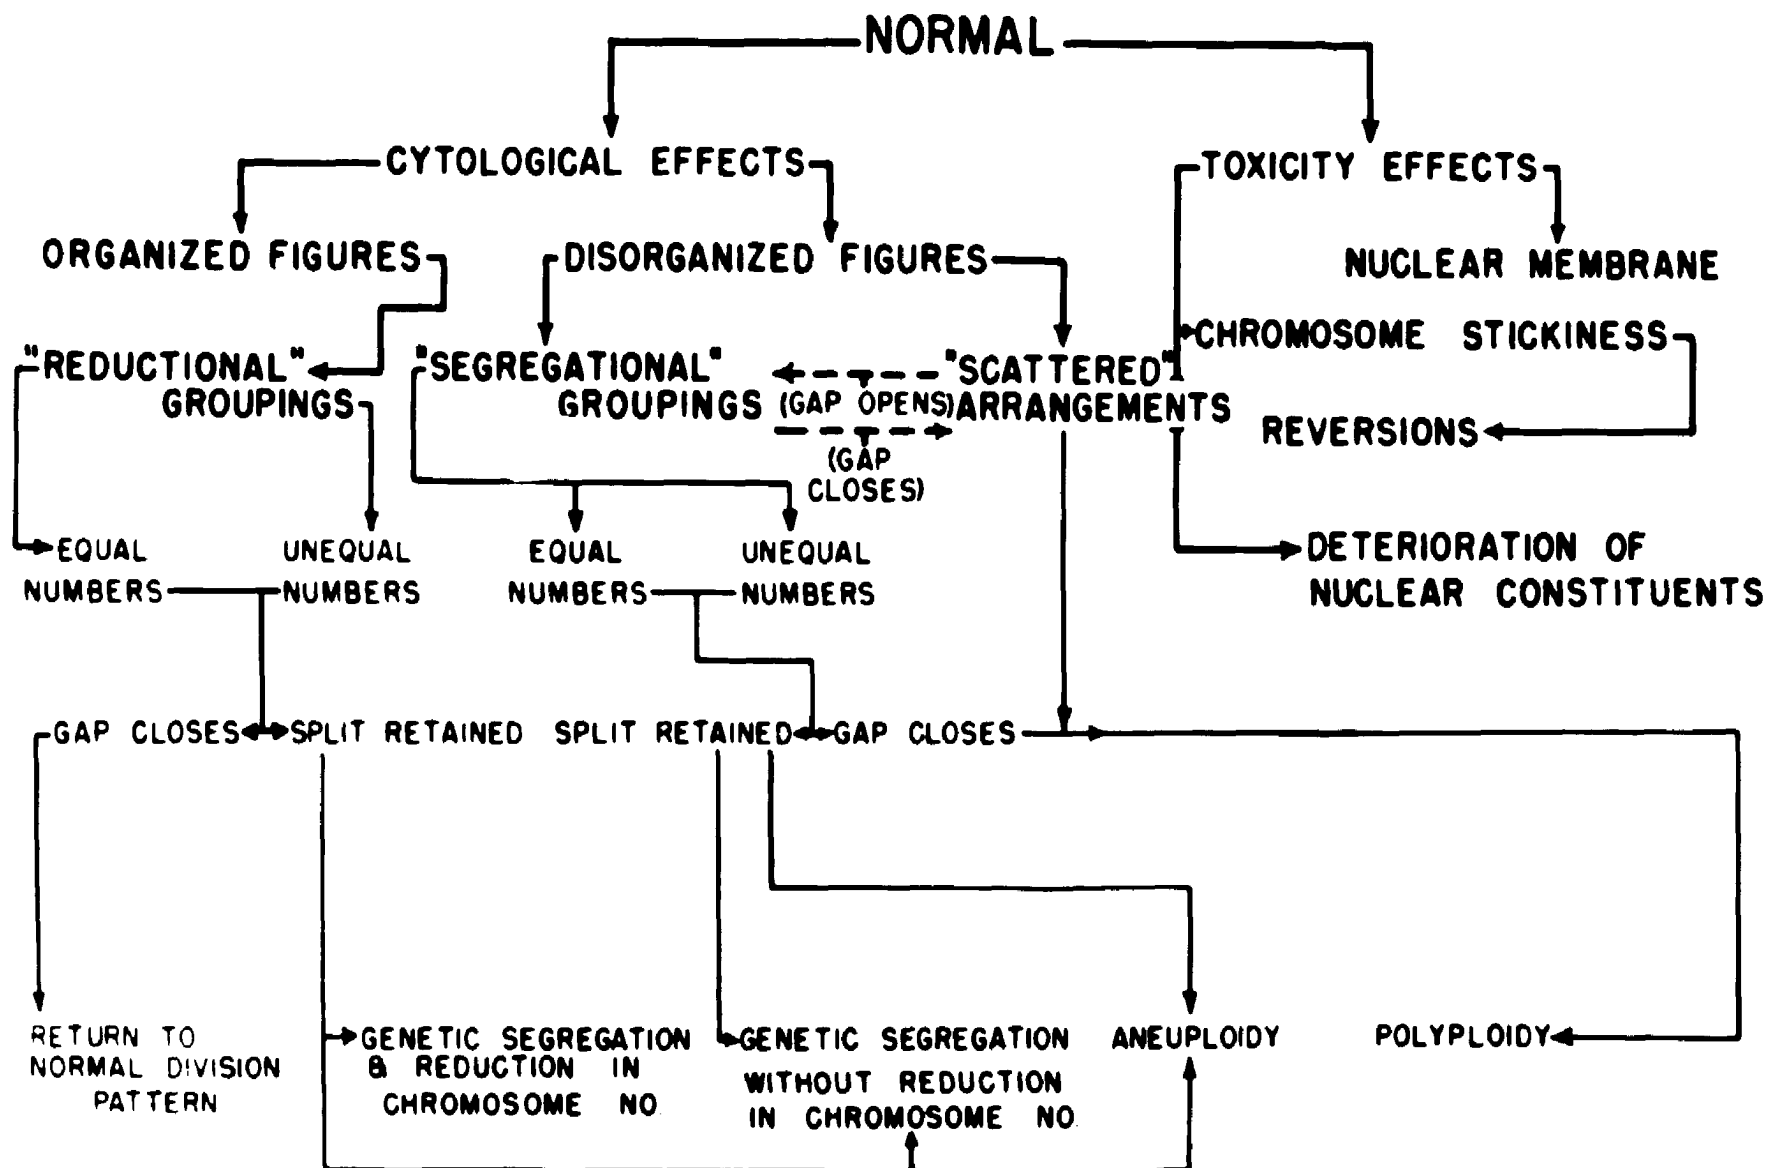 NORMAL
CYTOLOGICAL EFFECTS
TOXICITY EFFECTS
ORGANIZED FIGURES
DISORGANIZED FIGURES
NUCLEAR MEMBRANE
CHROMOSOME STICKINESS
"REDUCTIONAL"
GROUPINGS
"SEGREGATIONAL"
GROUPINGS
(GAP OPENS)
(GAP
CLOSES)
"SCATTERED"
ARRANGEMENTS
REVERSIONS
EQUAL
NUMBERS
UNEQUAL
NUMBERS
EQUAL
NUMBERS
UNEQUAL
NUMBERS
DETERIORATION OF
NUCLEAR CONSTITUENTS
GAP CLOSES
SPLIT RETAINED
SPLIT RETAINED
GAP CLOSES
RETURN TO
NORMAL DIVISION
PATTERN
GENETIC SEGREGATION
& REDUCTION IN
CHROMOSOME NO
GENETIC SEGREGATION
WITHOUT REDUCTION
IN CHROMOSOME NO.
ANEUPLOIDY
POLYPLOIDY